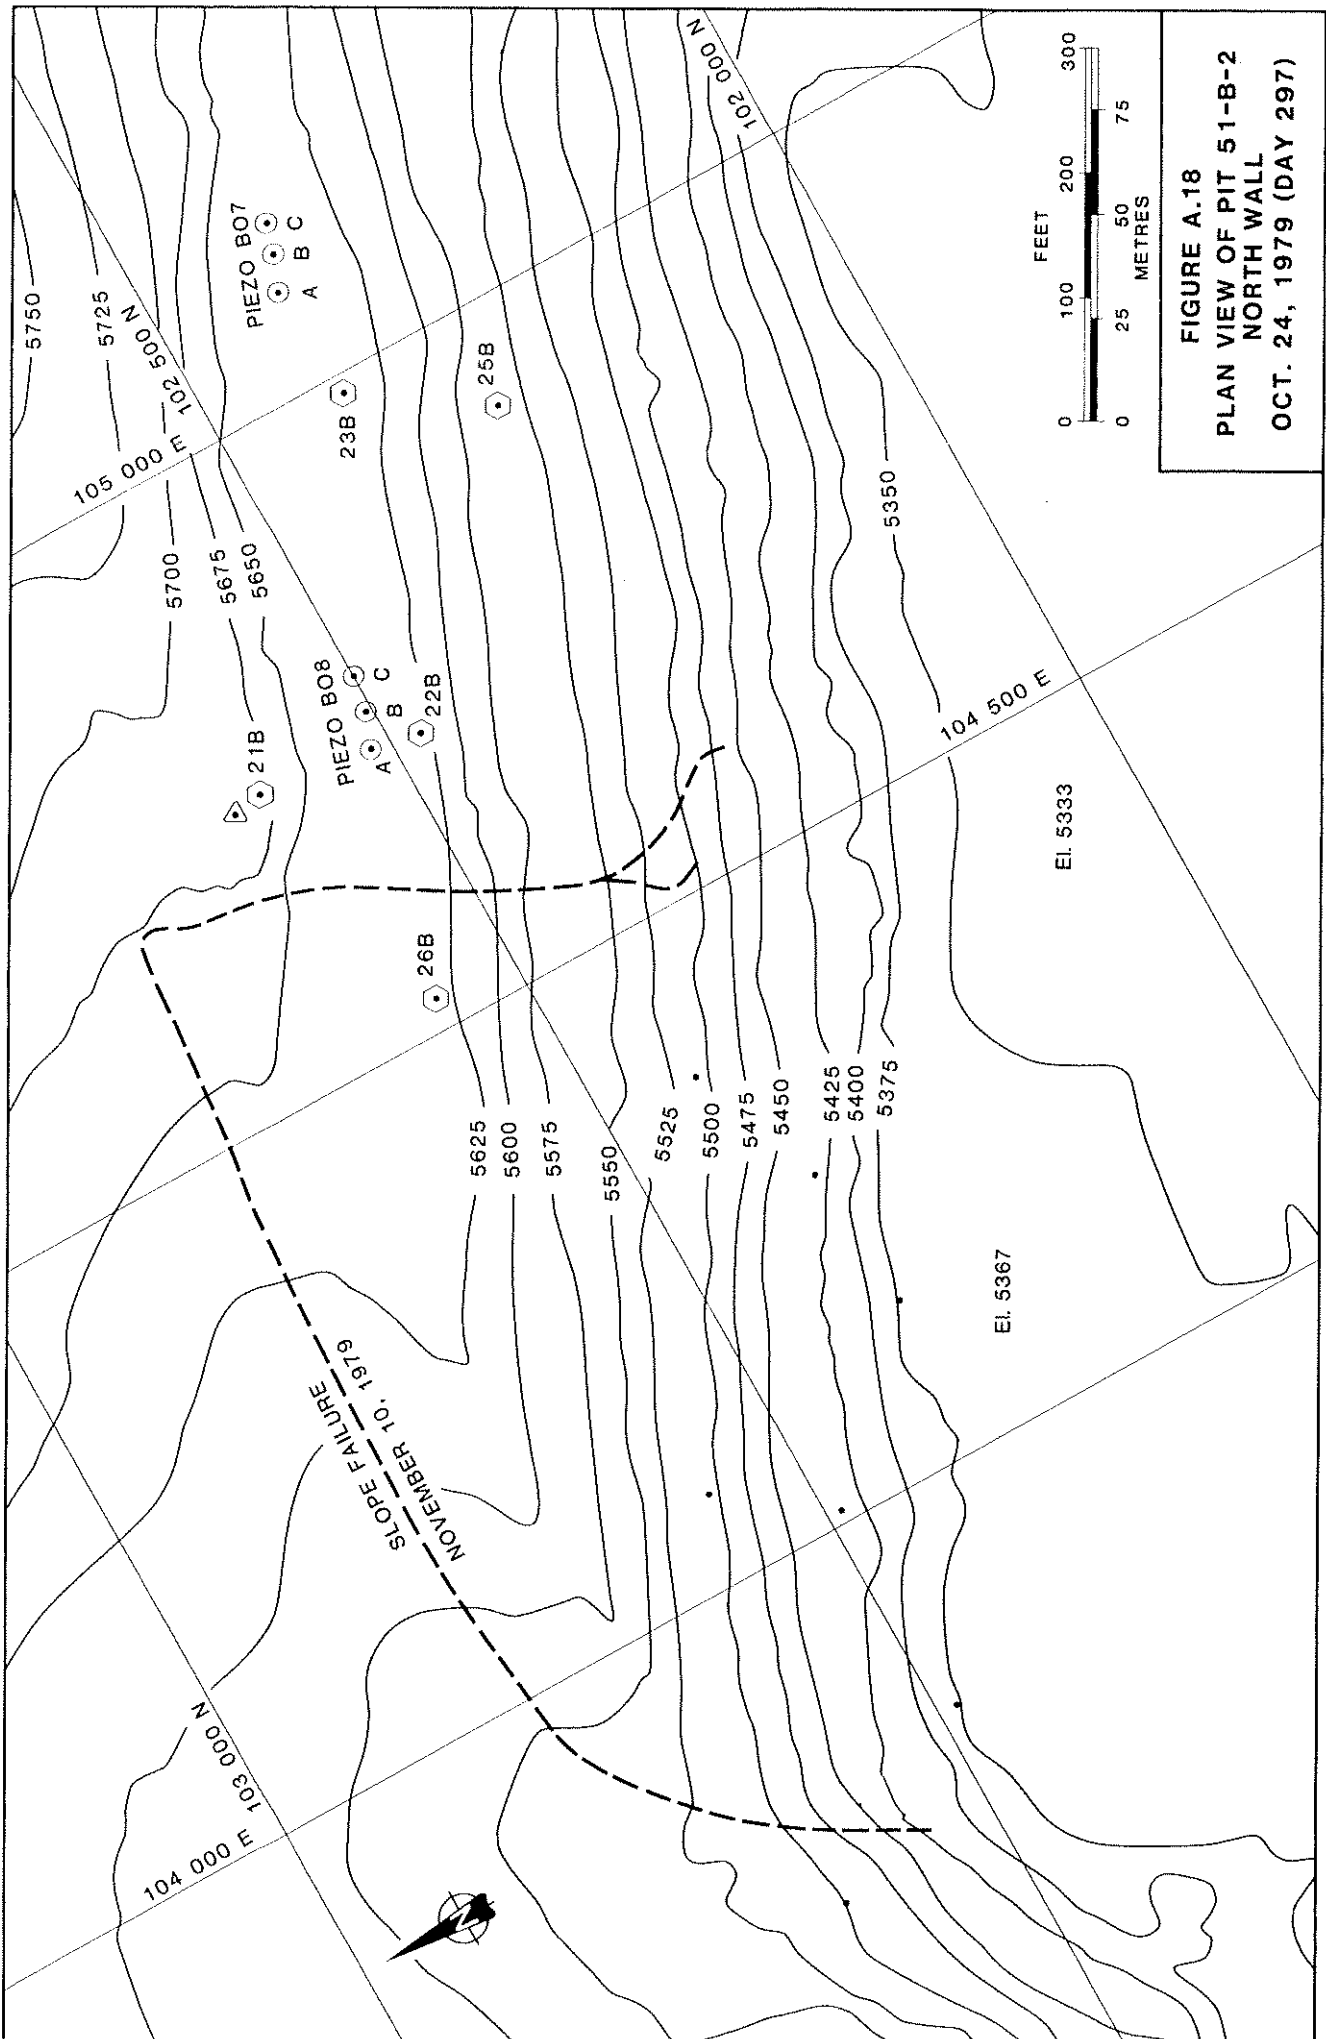 5750
5725
5700
5675
5650
102 500 N
105 000 E
PIEZO BO7
A
B
C
23B
25B
PIEZO BO8
A
B
C
22B
21B
26B
102 000 N
104 500 E
5350
El. 5333
El. 5367
5625
5600
5575
5550
5525
5500
5475
5450
5425
5400
5375
SLOPE FAILURE
NOVEMBER 10, 1979
103 000 N
104 000 E
N
FEET
0 100 200 300
0 25 50 75
METRES
FIGURE A.18
PLAN VIEW OF PIT 51-B-2
NORTH WALL
OCT. 24, 1979 (DAY 297)